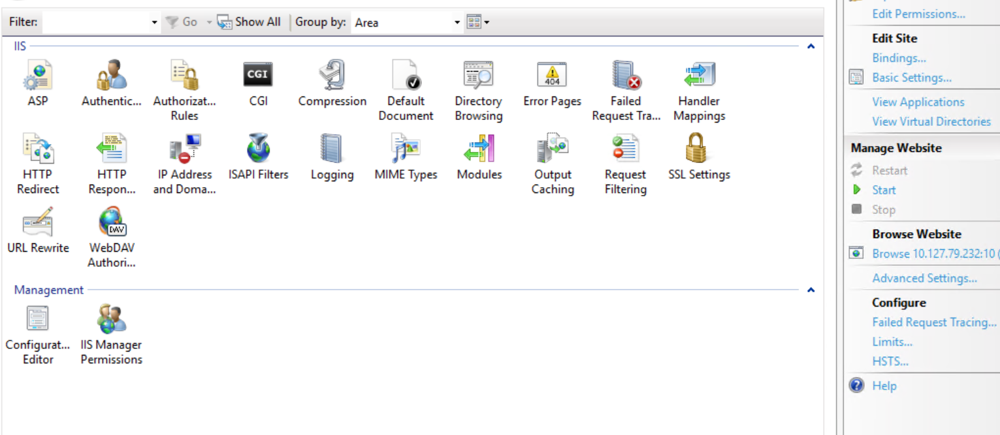 Filter:
Go
Show All
Group by:
Area
IIS
ASP
Authentic...
Authorizat...
Rules
CGI
CGI
Compression
Default
Document
Directory
Browsing
404
Error Pages
Failed
Request Tra...
Handler
Mappings
HTTP
Redirect
HTTP
Respon...
IP Address
and Doma...
ISAPI Filters
Logging
MIME Types
Modules
Output
Caching
Request
Filtering
SSL Settings
URL Rewrite
DAV
WebDAV
Authori...
Management
Configurat...
Editor
IIS Manager
Permissions
Edit Permissions...
Edit Site
Bindings...
Basic Settings...
View Applications
View Virtual Directories
Manage Website
Restart
Start
Stop
Browse Website
Browse 10.127.79.232:10 (
Advanced Settings...
Configure
Failed Request Tracing...
Limits...
HSTS...
Help